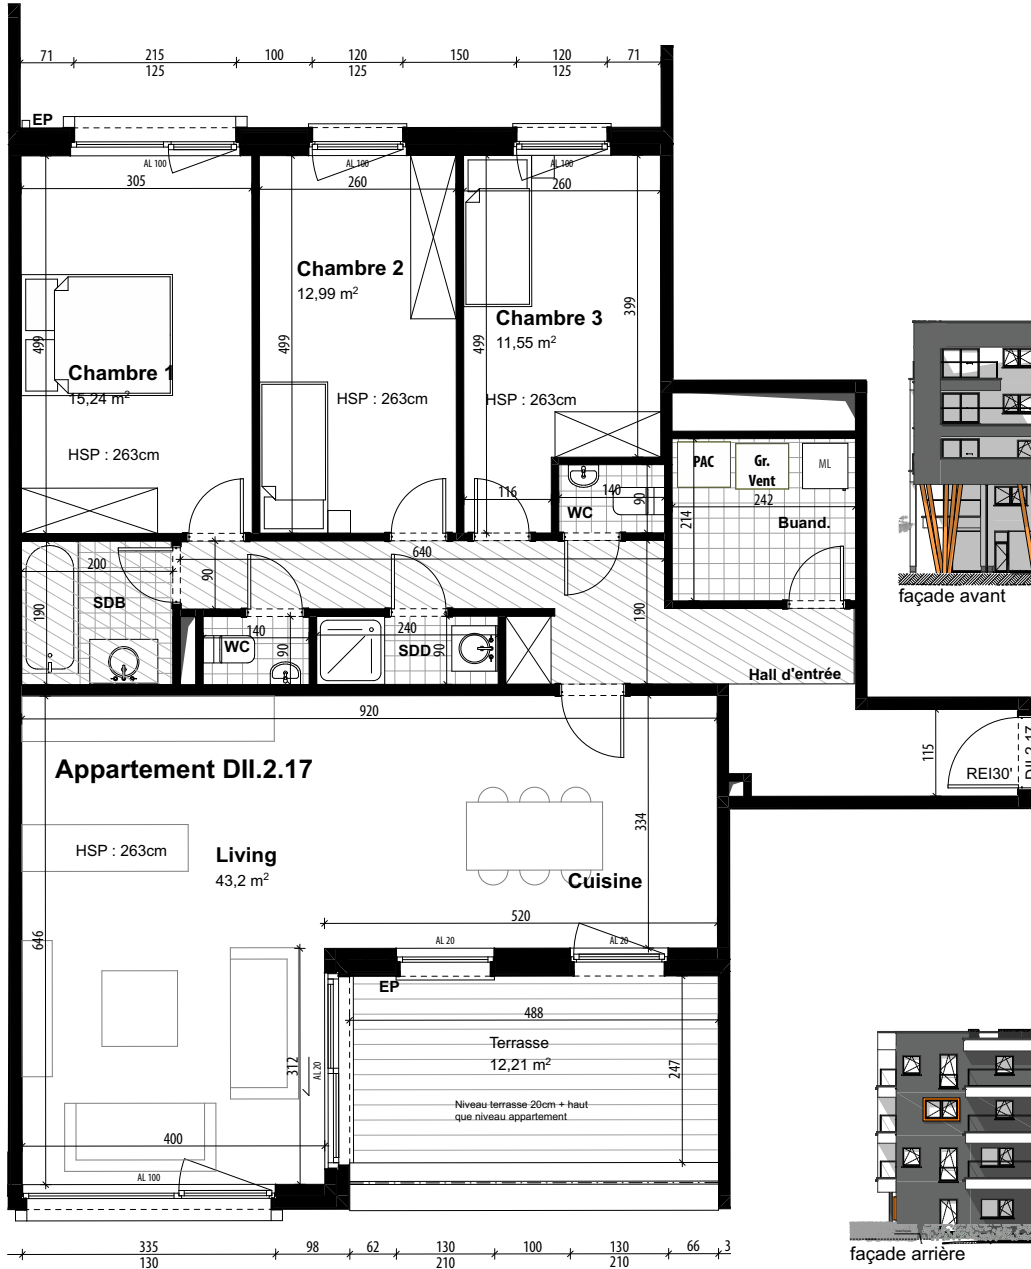 71 215 100 120 150 120 71
125 125 125
EP
AL 100 AL 100 AL 100
305 260 260
Chambre 2
12,99 m²
Chambre 3
11,55 m²
399
499 499 499
Chambre 1
15,24 m²
HSP : 263cm
HSP : 263cm
HSP : 263cm
PAC
Gr.
Vent
ML
116 140 90
WC
242
214
Buand.
façade avant
200
640
90
190
SDB
190
140
WC
90
240
SDD
90
Hall d'entrée
920
115
REI30'
DII.2.17
Appartement DII.2.17
334
HSP : 263cm
Living
43,2 m²
Cuisine
520
646
AL 20 AL 20
EP
488
Terrasse
12,21 m²
247
312
AL 20
Niveau terrasse 20cm + haut
que niveau appartement
400
AL 100
façade arrière
335 98 62 130 100 130 66 3
130 210 210